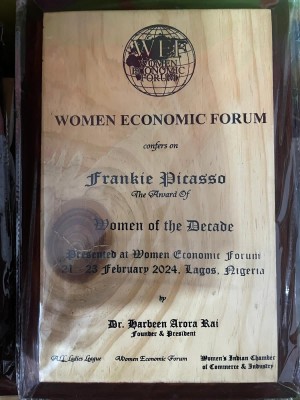 WEF
WOMEN
ECONOMIC
FORUM
WOMEN ECONOMIC FORUM
confers on
Frankie Picasso
The Award Of
Women of the Decade
Presented at Women Economic Forum
21 - 23 February 2024, Lagos, Nigeria
by
Dr. Harbeen Arora Rai
Founder & President
ALL Ladies League Women Economic Forum Women's Indian Chamber
of Commerce & Industry